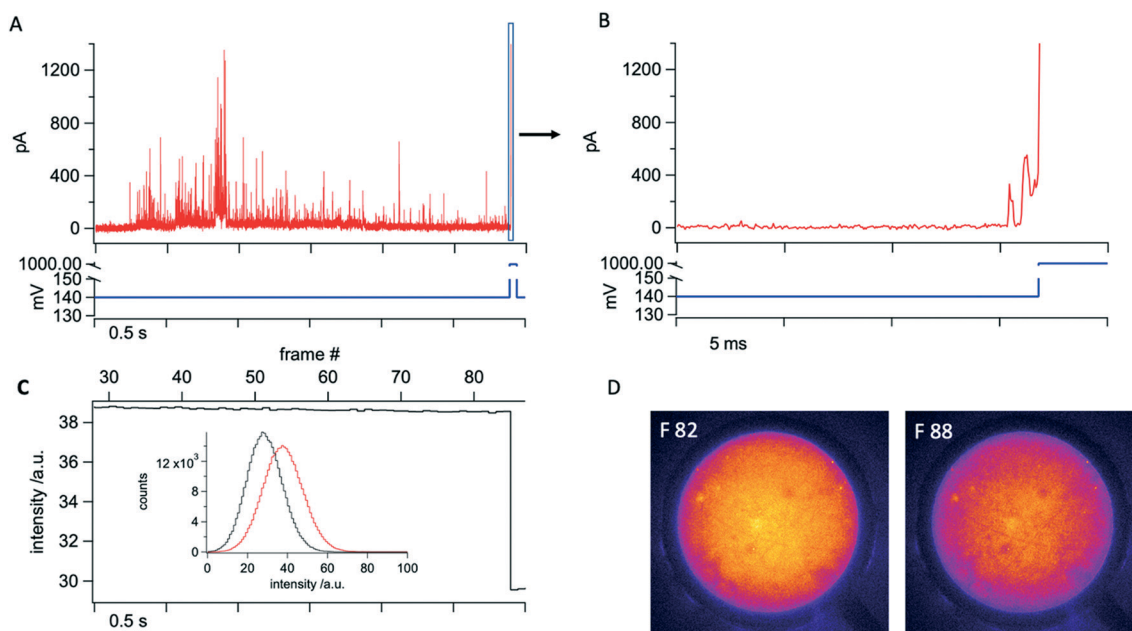 A
1200
800
400
0
pA
1000.00
150
140
130
mV
0.5 s
B
1200
800
400
0
pA
1000.00
150
140
130
mV
5 ms
frame #
C
30 40 50 60 70 80
38
36
34
32
30
intensity /a.u.
12 x10³
8
4
0
counts
0 20 40 60 80 100
intensity /a.u.
0.5 s
D
F 82
F 88